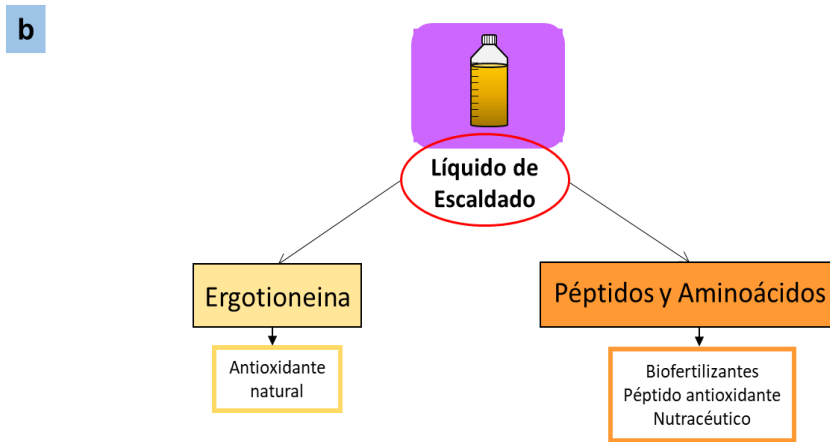 b
Líquido de
Escaldado
Ergotioneina
Péptidos y Aminoácidos
Antioxidante
natural
Biofertilizantes
Péptido antioxidante
Nutracéutico